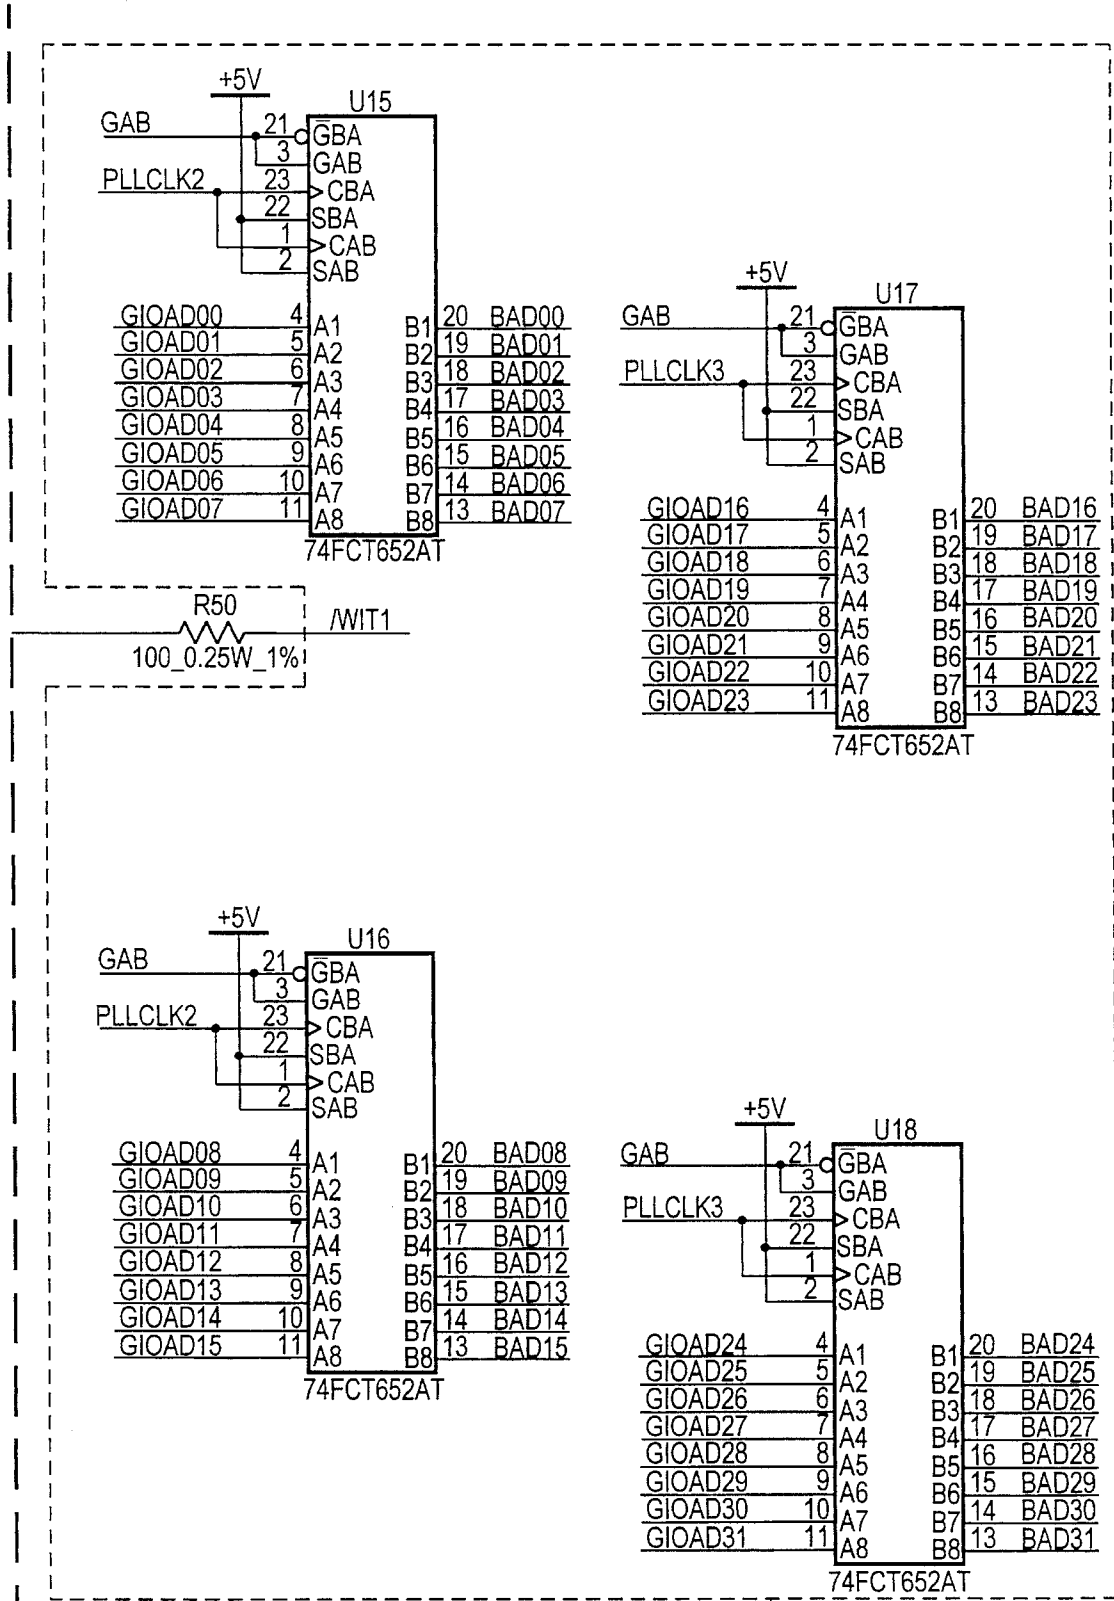 +5V
U15
GAB 21 GBA
3 GAB
PLLCLK2 23 CBA
22 SBA
1 CAB
2 SAB
GIOAD00 4 A1 B1 20 BAD00
GIOAD01 5 A2 B2 19 BAD01
GIOAD02 6 A3 B3 18 BAD02
GIOAD03 7 A4 B4 17 BAD03
GIOAD04 8 A5 B5 16 BAD04
GIOAD05 9 A6 B6 15 BAD05
GIOAD06 10 A7 B7 14 BAD06
GIOAD07 11 A8 B8 13 BAD07
74FCT652AT
+5V
U17
GAB 21 GBA
3 GAB
PLLCLK3 23 CBA
22 SBA
1 CAB
2 SAB
GIOAD16 4 A1 B1 20 BAD16
GIOAD17 5 A2 B2 19 BAD17
GIOAD18 6 A3 B3 18 BAD18
GIOAD19 7 A4 B4 17 BAD19
GIOAD20 8 A5 B5 16 BAD20
GIOAD21 9 A6 B6 15 BAD21
GIOAD22 10 A7 B7 14 BAD22
GIOAD23 11 A8 B8 13 BAD23
74FCT652AT
R50
/WIT1
100_0.25W_1%
+5V
U16
GAB 21 GBA
3 GAB
PLLCLK2 23 CBA
22 SBA
1 CAB
2 SAB
GIOAD08 4 A1 B1 20 BAD08
GIOAD09 5 A2 B2 19 BAD09
GIOAD10 6 A3 B3 18 BAD10
GIOAD11 7 A4 B4 17 BAD11
GIOAD12 8 A5 B5 16 BAD12
GIOAD13 9 A6 B6 15 BAD13
GIOAD14 10 A7 B7 14 BAD14
GIOAD15 11 A8 B8 13 BAD15
74FCT652AT
+5V
U18
GAB 21 GBA
3 GAB
PLLCLK3 23 CBA
22 SBA
1 CAB
2 SAB
GIOAD24 4 A1 B1 20 BAD24
GIOAD25 5 A2 B2 19 BAD25
GIOAD26 6 A3 B3 18 BAD26
GIOAD27 7 A4 B4 17 BAD27
GIOAD28 8 A5 B5 16 BAD28
GIOAD29 9 A6 B6 15 BAD29
GIOAD30 10 A7 B7 14 BAD30
GIOAD31 11 A8 B8 13 BAD31
74FCT652AT